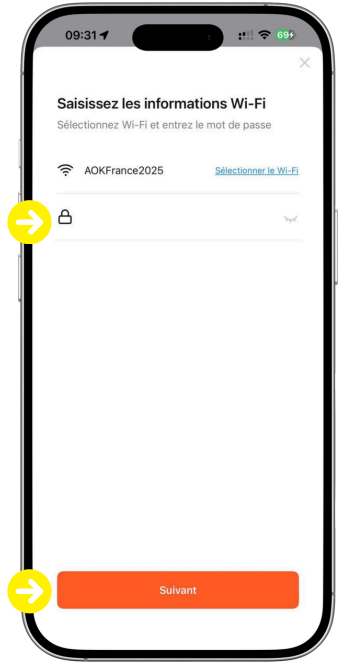 09:31
69
Saisissez les informations Wi-Fi
Sélectionnez Wi-Fi et entrez le mot de passe
AOKFrance2025
Sélectionner le Wi-Fi
Suivant